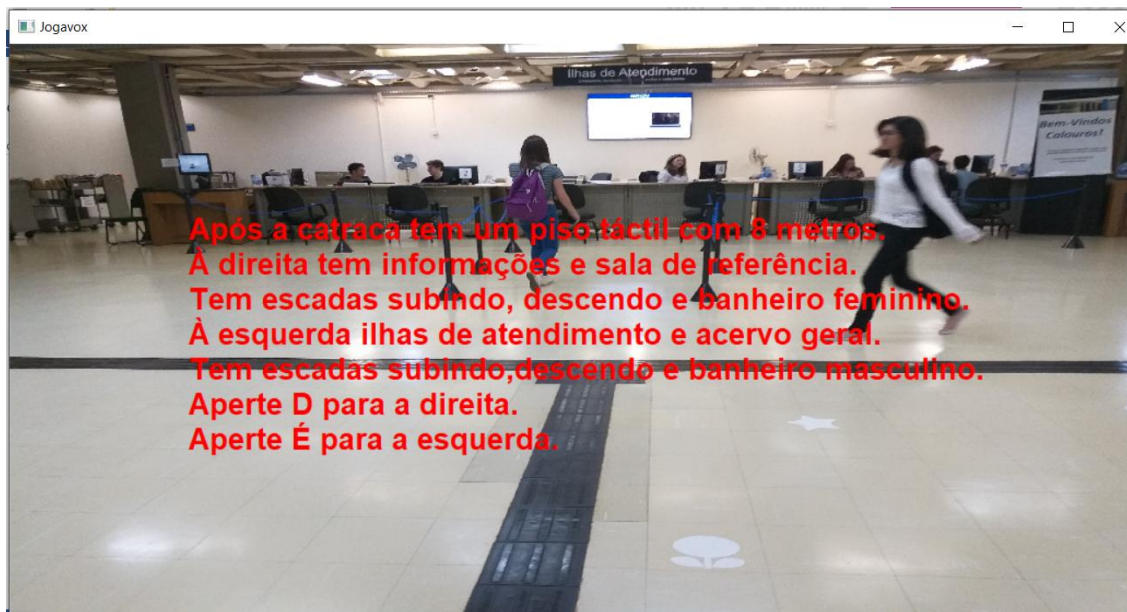 Jogavox
Ilhas de Atendimento
Bem-Vindos
Calouros!
Após a catraca tem um piso táctil com 8 metros.
À direita tem informações e sala de referência.
Tem escadas subindo, descendo e banheiro feminino.
À esquerda ilhas de atendimento e acervo geral.
Tem escadas subindo,descendo e banheiro masculino.
Aperte D para a direita.
Aperte É para a esquerda.